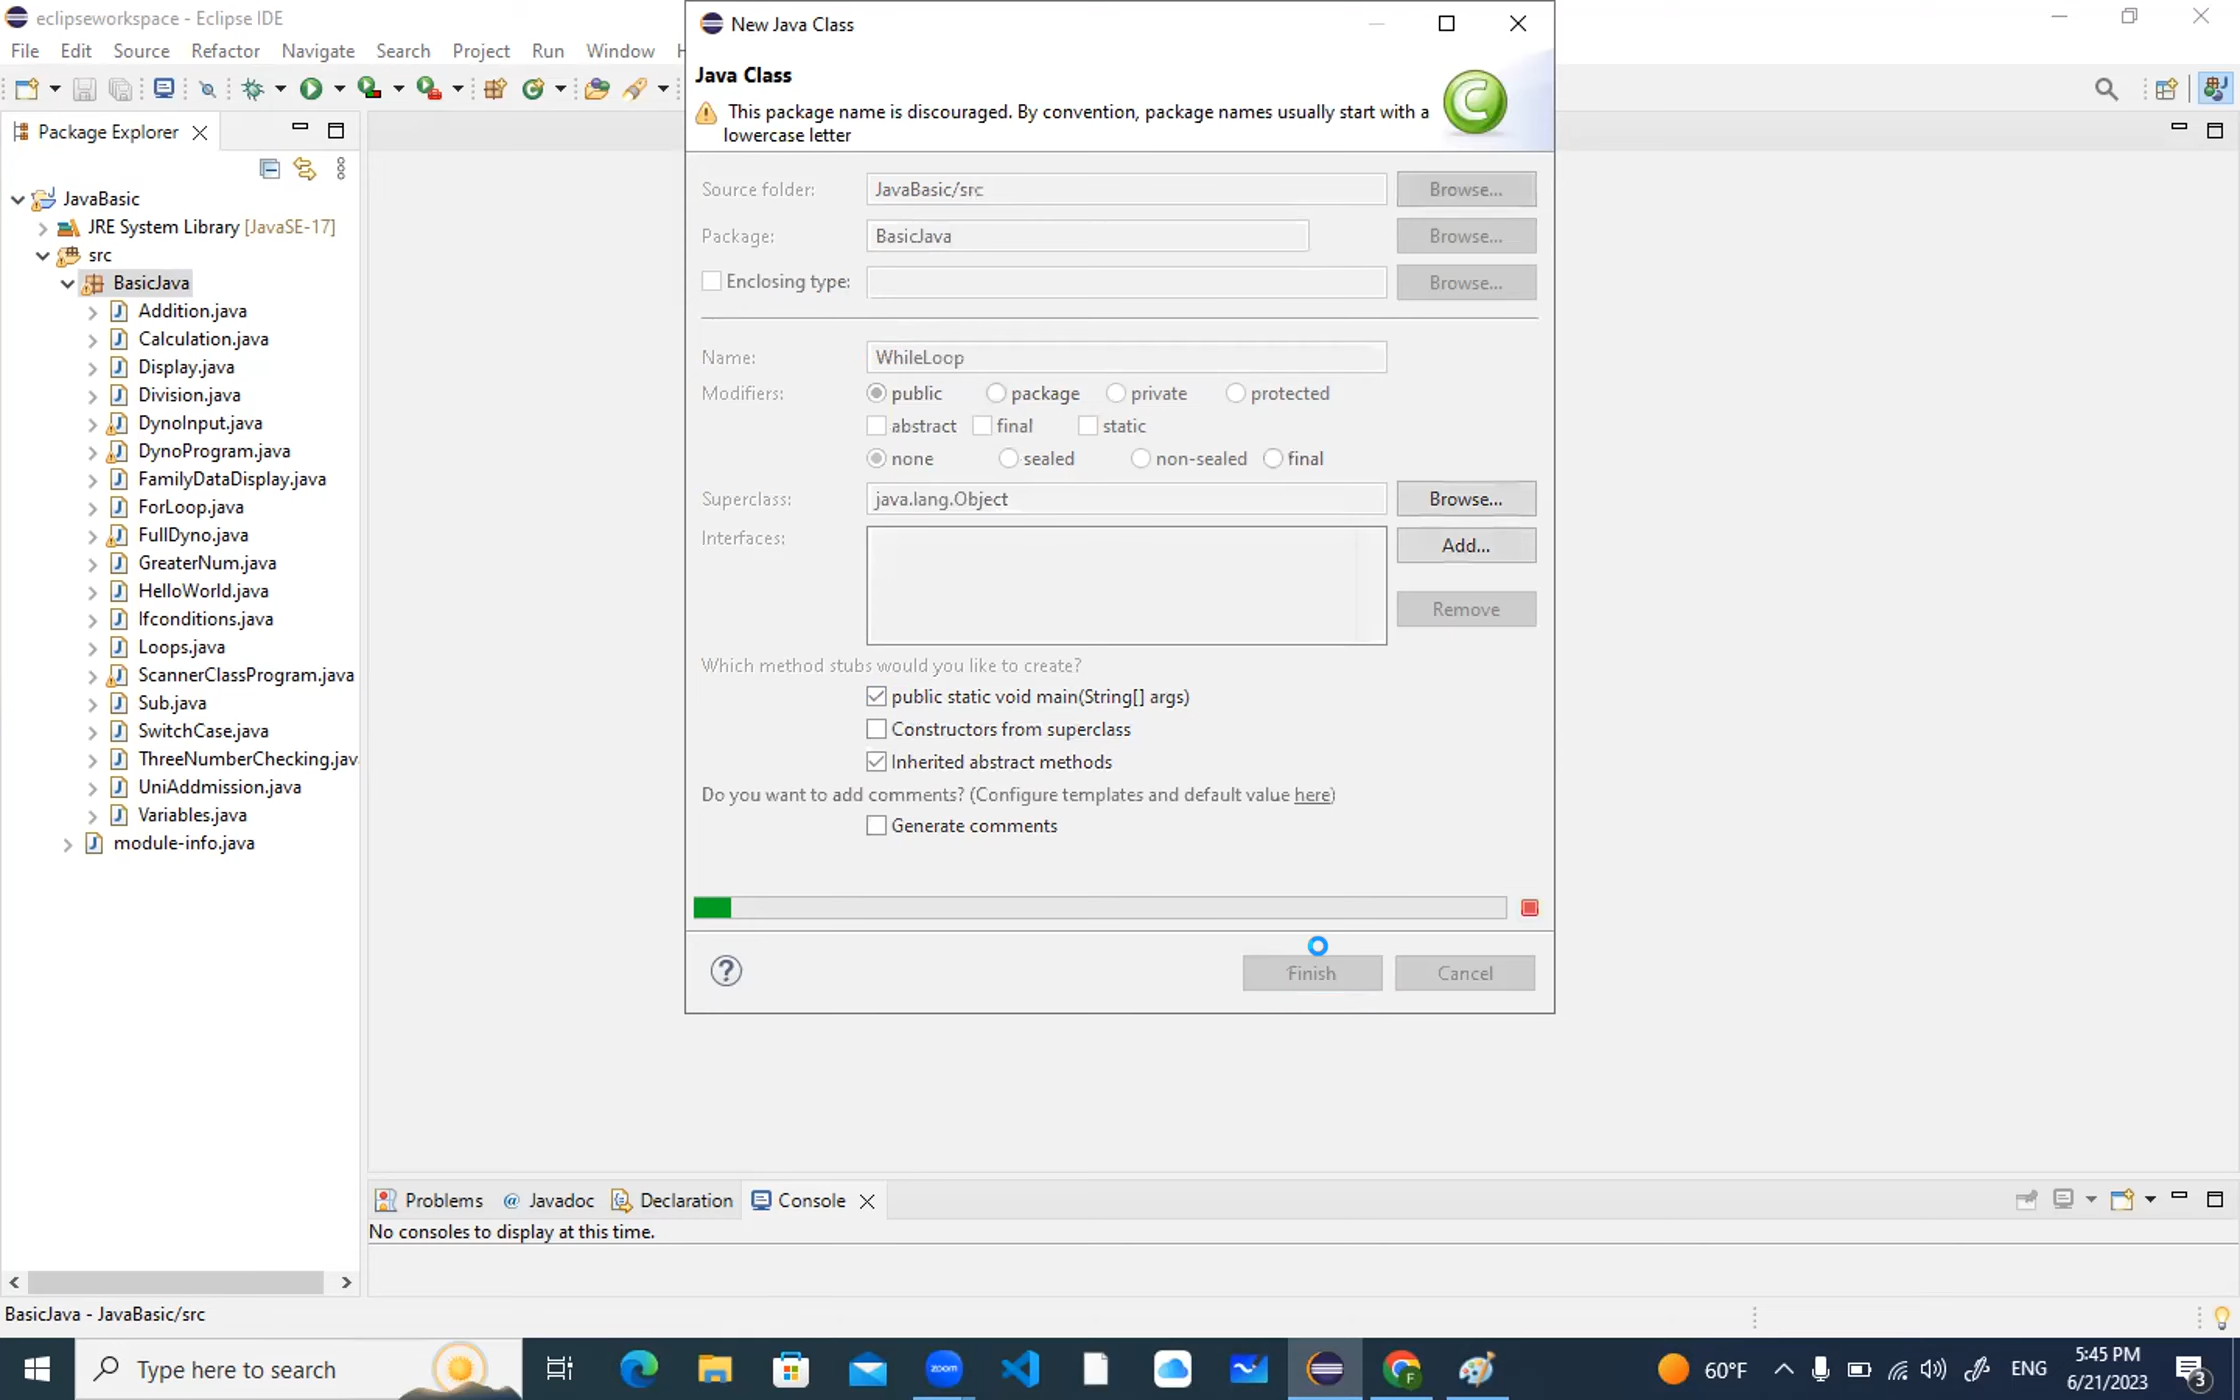 eclipseworkspace - Eclipse IDE
File Edit Source Refactor Navigate Search Project Run Window
Package Explorer
JavaBasic
JRE System Library [JavaSE-17]
src
BasicJava
Addition.java
Calculation.java
Display.java
Division.java
DynoInput.java
DynoProgram.java
FamilyDataDisplay.java
ForLoop.java
FullDyno.java
GreaterNum.java
HelloWorld.java
Ifconditions.java
Loops.java
ScannerClassProgram.java
Sub.java
SwitchCase.java
ThreeNumberChecking.jav
UniAddmission.java
Variables.java
module-info.java
New Java Class
Java Class
This package name is discouraged. By convention, package names usually start with a
lowercase letter
Source folder: JavaBasic/src Browse...
Package: BasicJava Browse...
Enclosing type: Browse...
Name: WhileLoop
Modifiers: public package private protected
abstract final static
none sealed non-sealed final
Superclass: java.lang.Object Browse...
Interfaces: Add...
Remove
Which method stubs would you like to create?
public static void main(String[] args)
Constructors from superclass
Inherited abstract methods
Do you want to add comments? (Configure templates and default value here)
Generate comments
Finish Cancel
Problems @ Javadoc Declaration Console
No consoles to display at this time.
BasicJava - JavaBasic/src
Type here to search
zoom
F
60°F
ENG
5:45 PM
6/21/2023
3